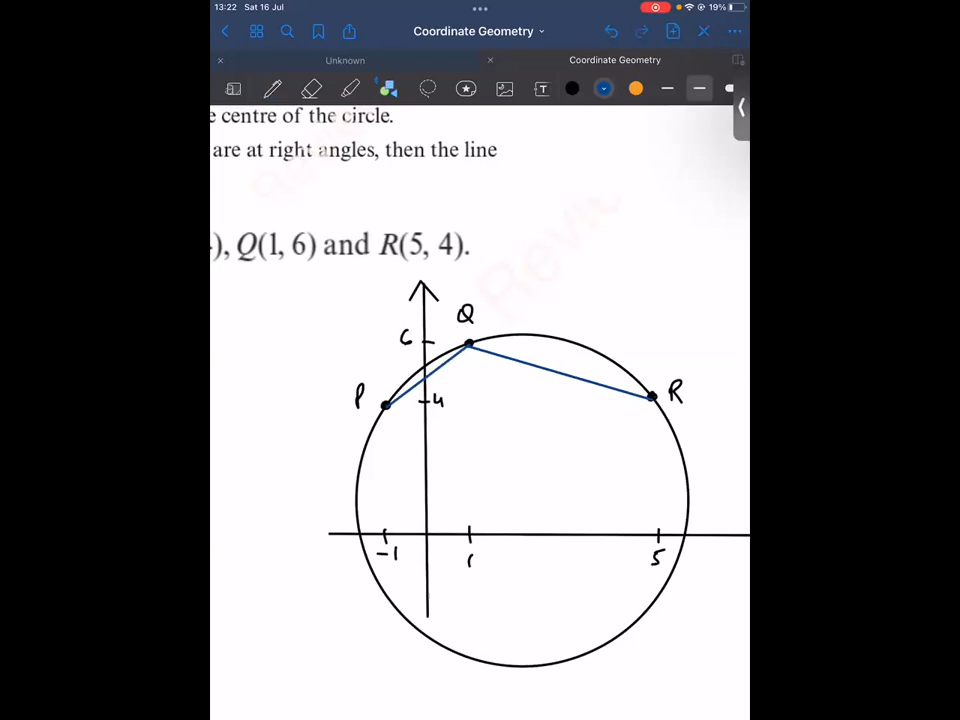 13:22 Sat 16 Jul
19%
Coordinate Geometry
Unknown
Coordinate Geometry
T
e centre of the circle.
are at right angles, then the line
), Q(1, 6) and R(5, 4).
Revi
Q
6
P
4
R
-1
1
5